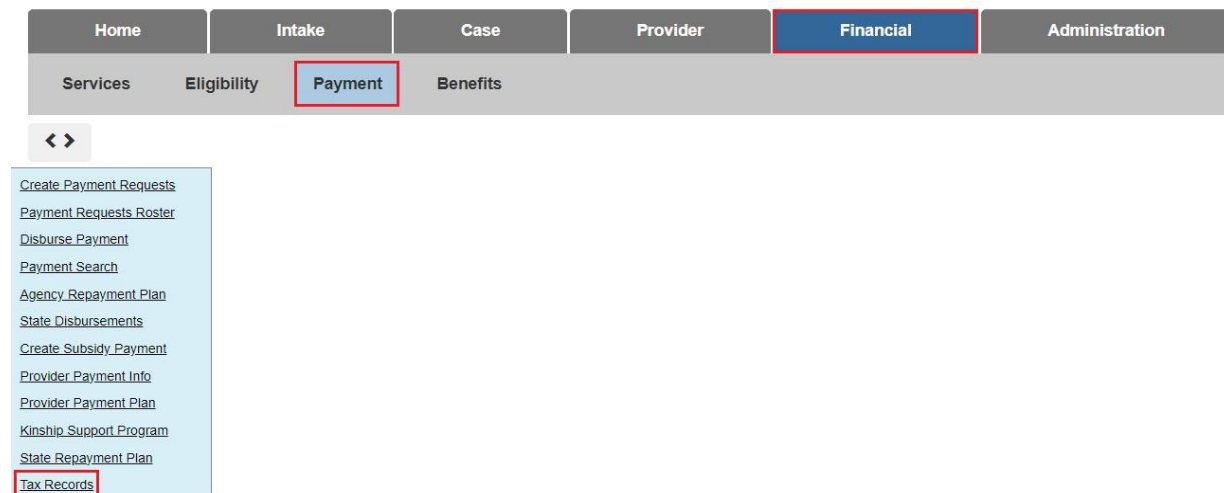 Home Intake Case Provider Financial Administration
Services Eligibility Payment Benefits
Create Payment Requests
Payment Requests Roster
Disburse Payment
Payment Search
Agency Repayment Plan
State Disbursements
Create Subsidy Payment
Provider Payment Info
Provider Payment Plan
Kinship Support Program
State Repayment Plan
Tax Records